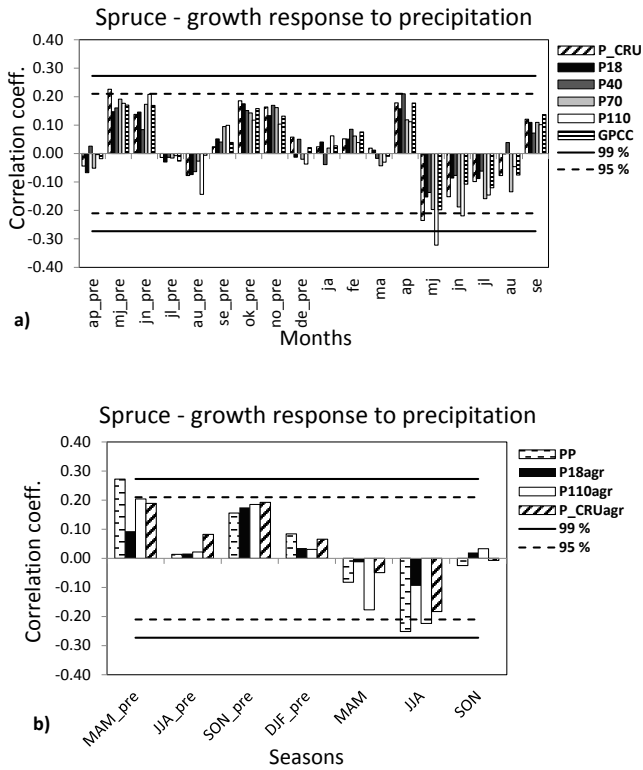 Spruce - growth response to precipitation
0.40
0.30
0.20
0.10
0.00
-0.10
-0.20
-0.30
-0.40
Correlation coeff.
ap_pre
mj_pre
jn_pre
jl_pre
au_pre
se_pre
ok_pre
no_pre
de_pre
ja
fe
ma
ap
mj
jn
jl
au
se
P_CRU
P18
P40
P70
P110
GPCC
99 %
95 %
a)
Months
Spruce - growth response to precipitation
0.40
0.30
0.20
0.10
0.00
-0.10
-0.20
-0.30
-0.40
Correlation coeff.
MAM_pre
JJA_pre
SON_pre
DJF_pre
MAM
JJA
SON
PP
P18agr
P110agr
P_CRUagr
99 %
95 %
b)
Seasons